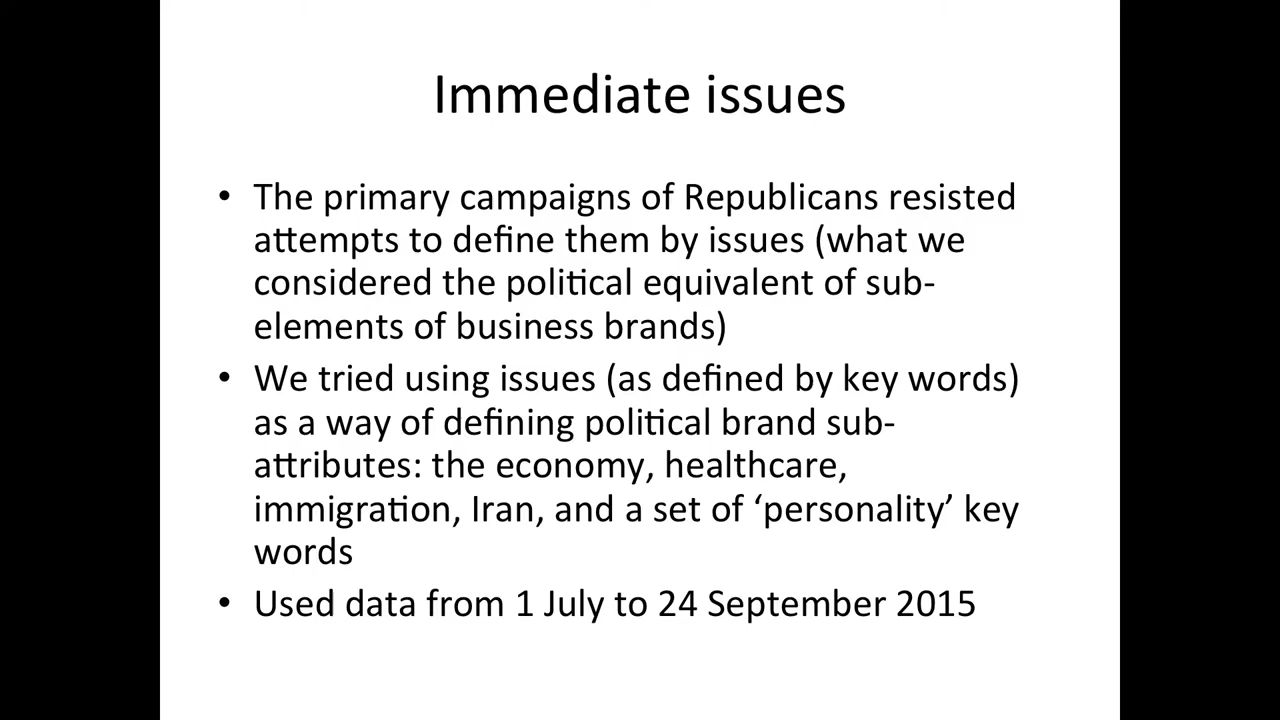 Immediate issues
• The primary campaigns of Republicans resisted
attempts to define them by issues (what we
considered the political equivalent of sub-
elements of business brands)
• We tried using issues (as defined by key words)
as a way of defining political brand sub-
attributes: the economy, healthcare,
immigration, Iran, and a set of ‘personality’ key
words
• Used data from 1 July to 24 September 2015